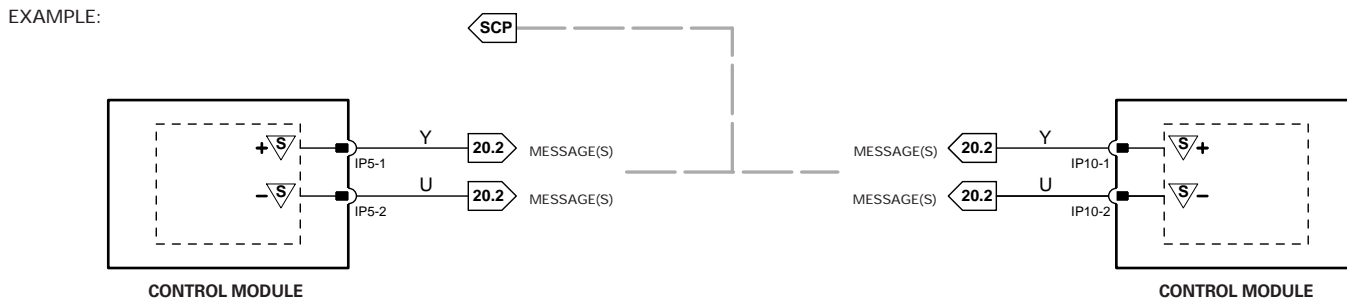 EXAMPLE:
SCP
+ S Y 20.2 MESSAGE(S) MESSAGE(S) 20.2 Y S +
IP5-1 IP10-1
– S U 20.2 MESSAGE(S) MESSAGE(S) 20.2 U S –
IP5-2 IP10-2
CONTROL MODULE CONTROL MODULE